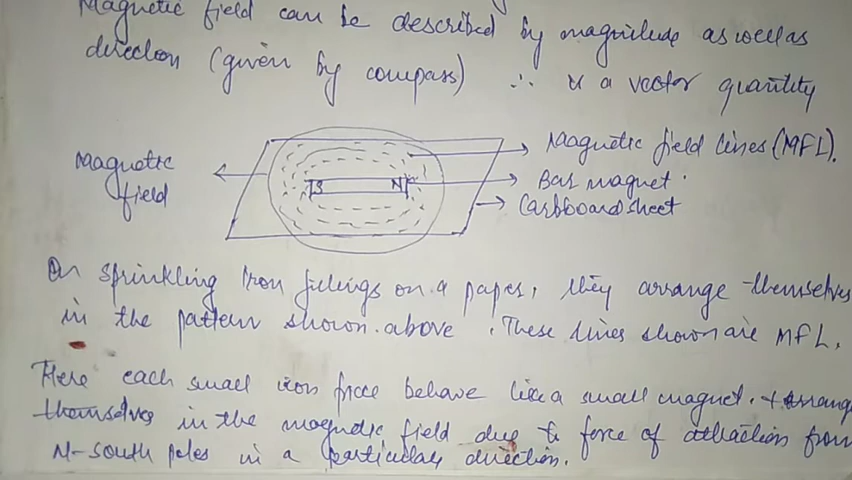 Magnetic field can be described by magnitude as well as
direction (given by compass) ∴ is a vector quantity
Magnetic field
Magnetic field lines (MFL).
S N
Bar magnet.
Cardboard sheet
On sprinkling iron fillings on a paper, they arrange themselves
in the pattern shown above. These lines shown are MFL.
Here each small iron piece behave like a small magnet. + arrange
themselves in the magnetic field due to force of attraction from
N-South poles in a particular direction.